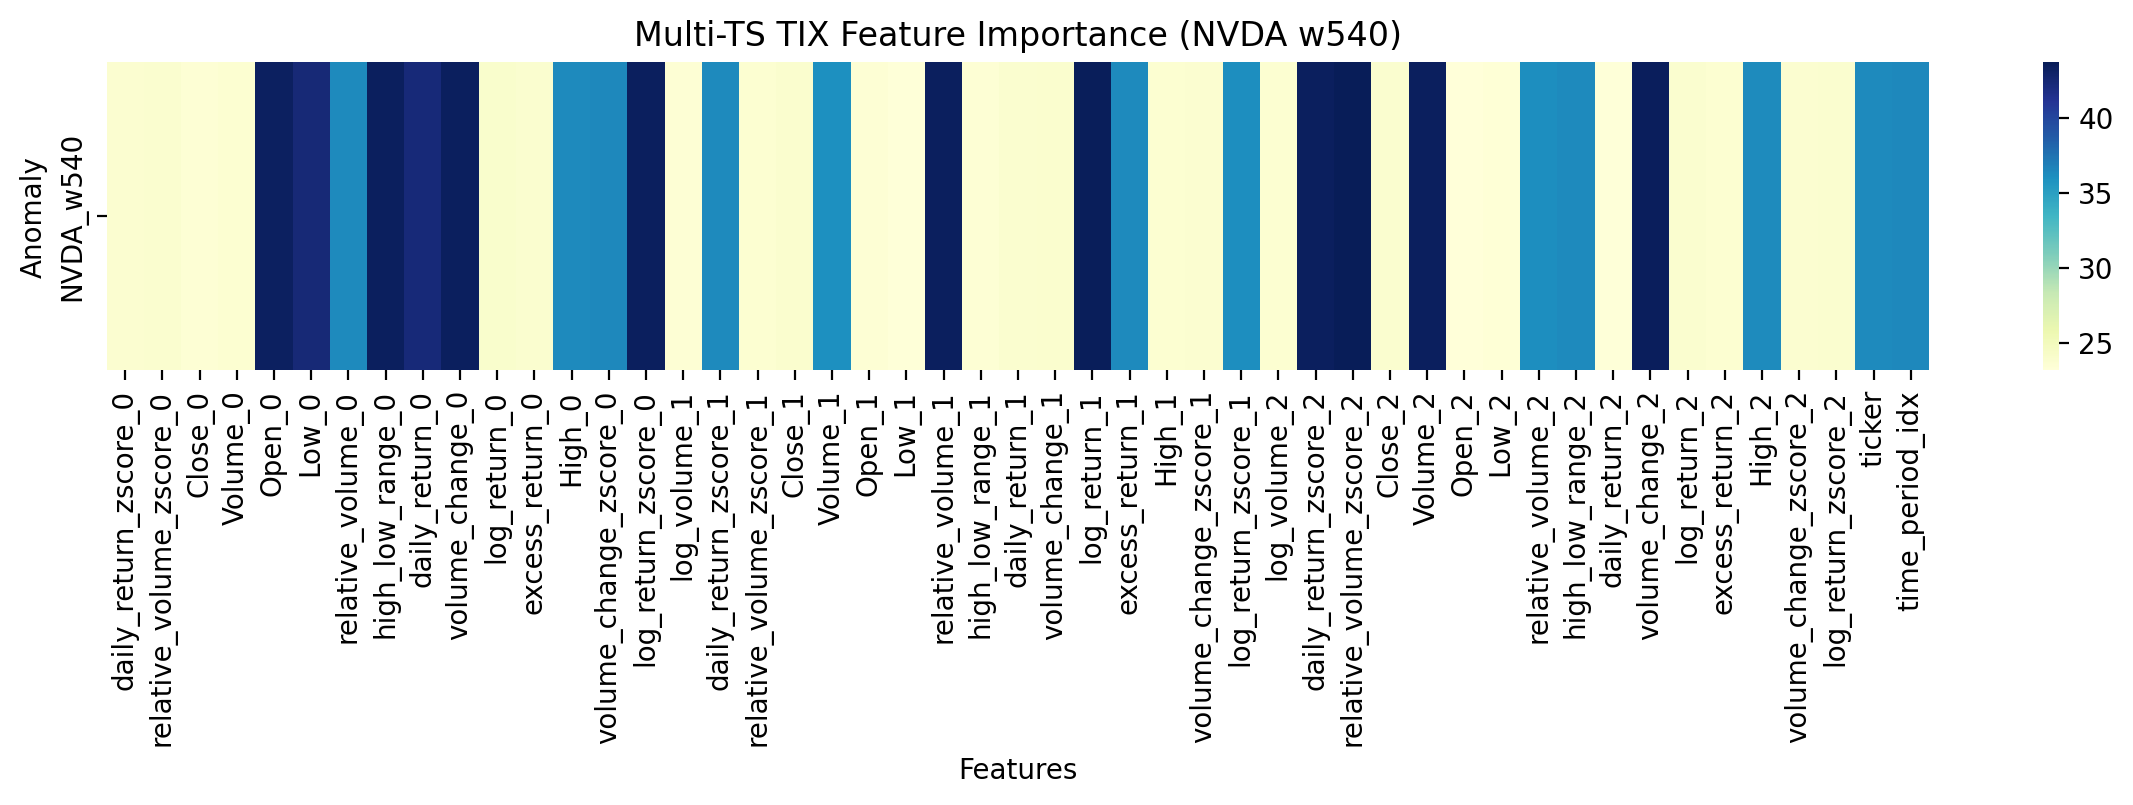 Multi-TS TIX Feature Importance (NVDA w540)
Anomaly
NVDA_w540
40
35
30
25
daily_return_zscore_0
relative_volume_zscore_0
Close_0
Volume_0
Open_0
Low_0
relative_volume_0
high_low_range_0
daily_return_0
volume_change_0
log_return_0
excess_return_0
High_0
volume_change_zscore_0
log_return_zscore_0
log_volume_1
daily_return_zscore_1
relative_volume_zscore_1
Close_1
Volume_1
Open_1
Low_1
relative_volume_1
high_low_range_1
daily_return_1
volume_change_1
log_return_1
excess_return_1
High_1
volume_change_zscore_1
log_return_zscore_1
log_volume_2
daily_return_zscore_2
relative_volume_zscore_2
Close_2
Volume_2
Open_2
Low_2
relative_volume_2
high_low_range_2
daily_return_2
volume_change_2
log_return_2
excess_return_2
High_2
volume_change_zscore_2
log_return_zscore_2
ticker
time_period_idx
Features